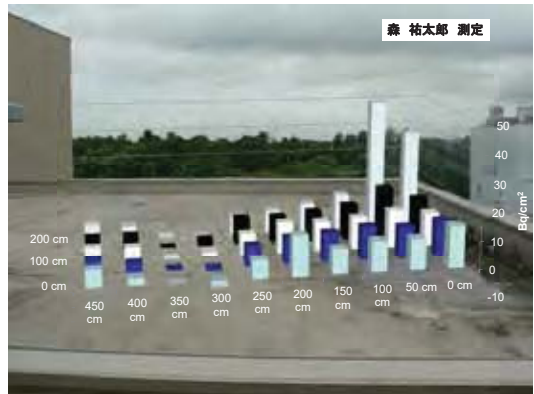 森 祐太郎 測定
50
40
30
20
10
0
-10
Bq/cm²
200 cm
100 cm
0 cm
450 cm
400 cm
350 cm
300 cm
250 cm
200 cm
150 cm
100 cm
50 cm
0 cm